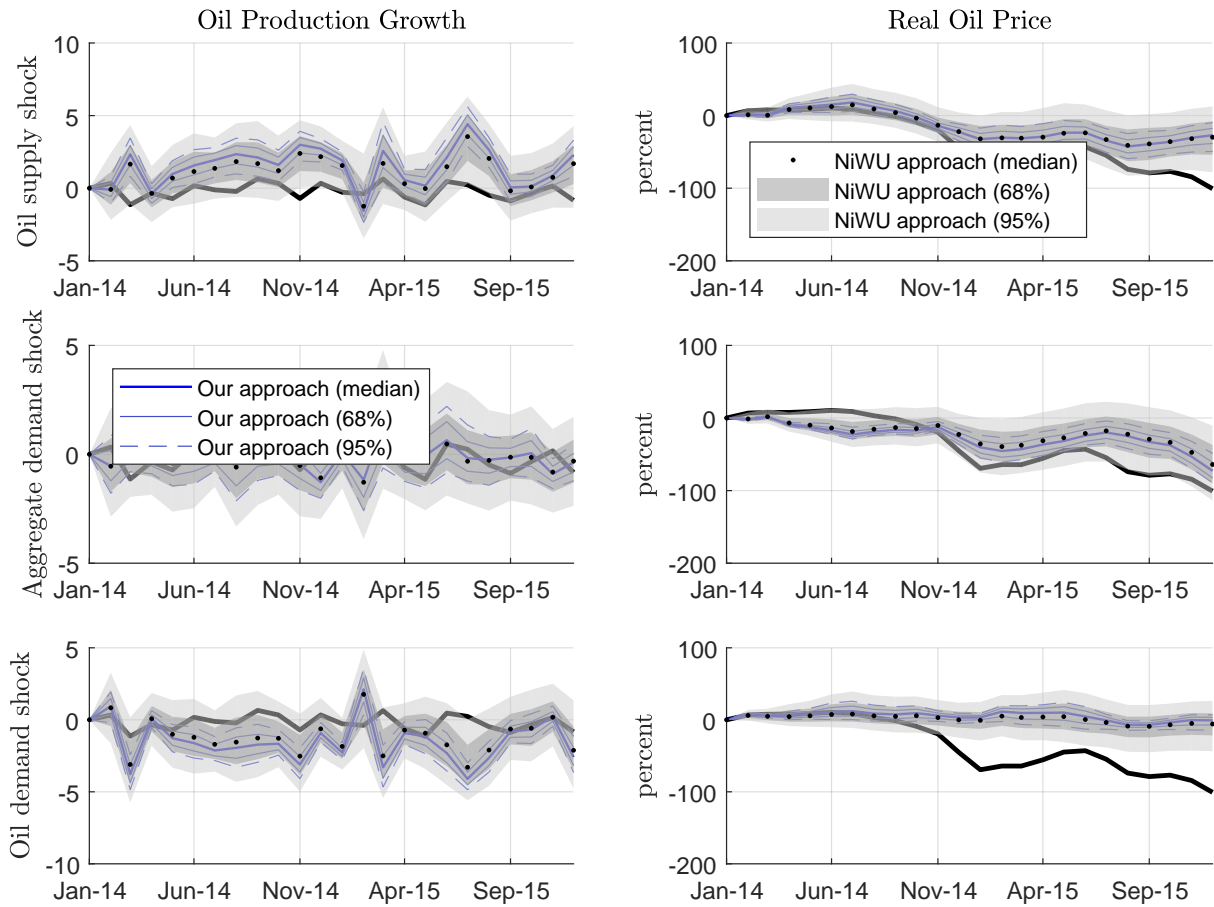 Oil Production Growth
Real Oil Price
Oil supply shock
10
5
0
-5
Jan-14 Jun-14 Nov-14 Apr-15 Sep-15
percent
100
0
-100
-200
NiWU approach (median)
NiWU approach (68%)
NiWU approach (95%)
Jan-14 Jun-14 Nov-14 Apr-15 Sep-15
Aggregate demand shock
5
0
-5
Our approach (median)
Our approach (68%)
Our approach (95%)
Jan-14 Jun-14 Nov-14 Apr-15 Sep-15
percent
100
0
-100
-200
Jan-14 Jun-14 Nov-14 Apr-15 Sep-15
Oil demand shock
5
0
-5
-10
Jan-14 Jun-14 Nov-14 Apr-15 Sep-15
percent
100
0
-100
-200
Jan-14 Jun-14 Nov-14 Apr-15 Sep-15